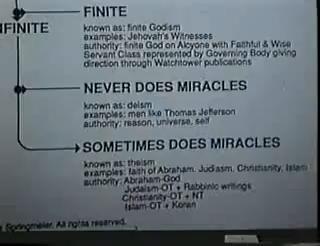 FINITE
IFINITE
known as: finite Godism
examples: Jehovah's Witnesses
authority: finite God on Alcyone with Faithful & Wise
Servant Class represented by Governing Body giving
direction through Watchtower publications
NEVER DOES MIRACLES
known as: deism
examples: men like Thomas Jefferson
authority: reason, universe, self
SOMETIMES DOES MIRACLES
known as: theism
examples: faith of Abraham, Judiasm, Christianity, Islam
authority: Abraham-God
Judaism-OT + Rabbinic writings
Christianity-OT + NT
Islam-OT + Koran
Springmeier. All rights reserved.